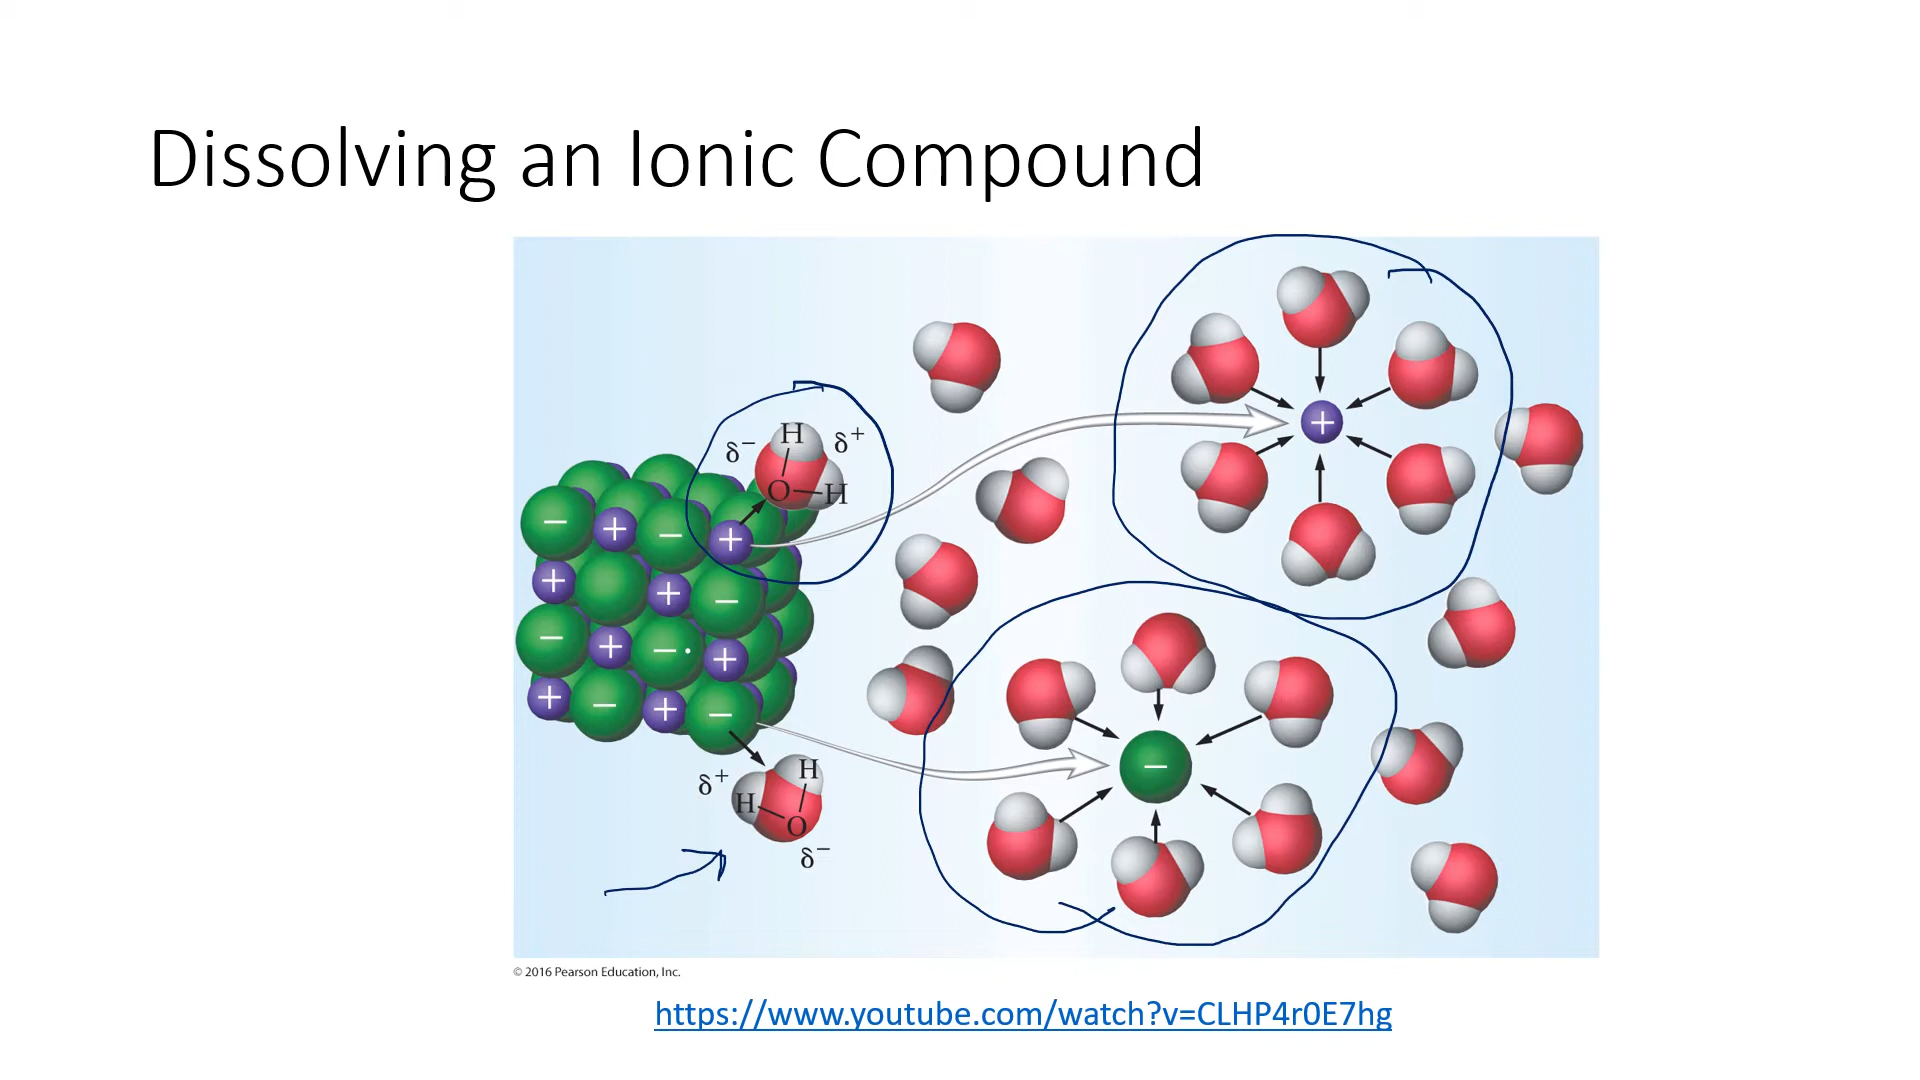 Dissolving an Ionic Compound
δ⁻ H δ⁺
O H
− + − +
+ + −
− + − +
+ − + −
+
−
δ⁺ H
H
O
δ⁻
© 2016 Pearson Education, Inc.
https://www.youtube.com/watch?v=CLHP4r0E7hg